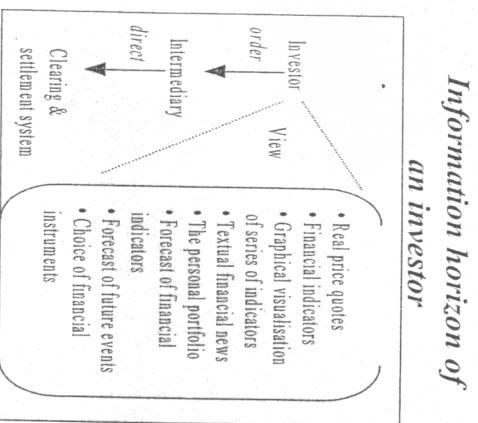 Information horizon of
an investor
Investor
order
Intermediary
direct
Clearing &
settlement system
View
• Real price quotes
• Financial indicators
• Graphical visualisation
of series of indicators
• Textual financial news
• The personal portfolio
• Forecast of financial
indicators
• Forecast of future events
• Choice of financial
instruments